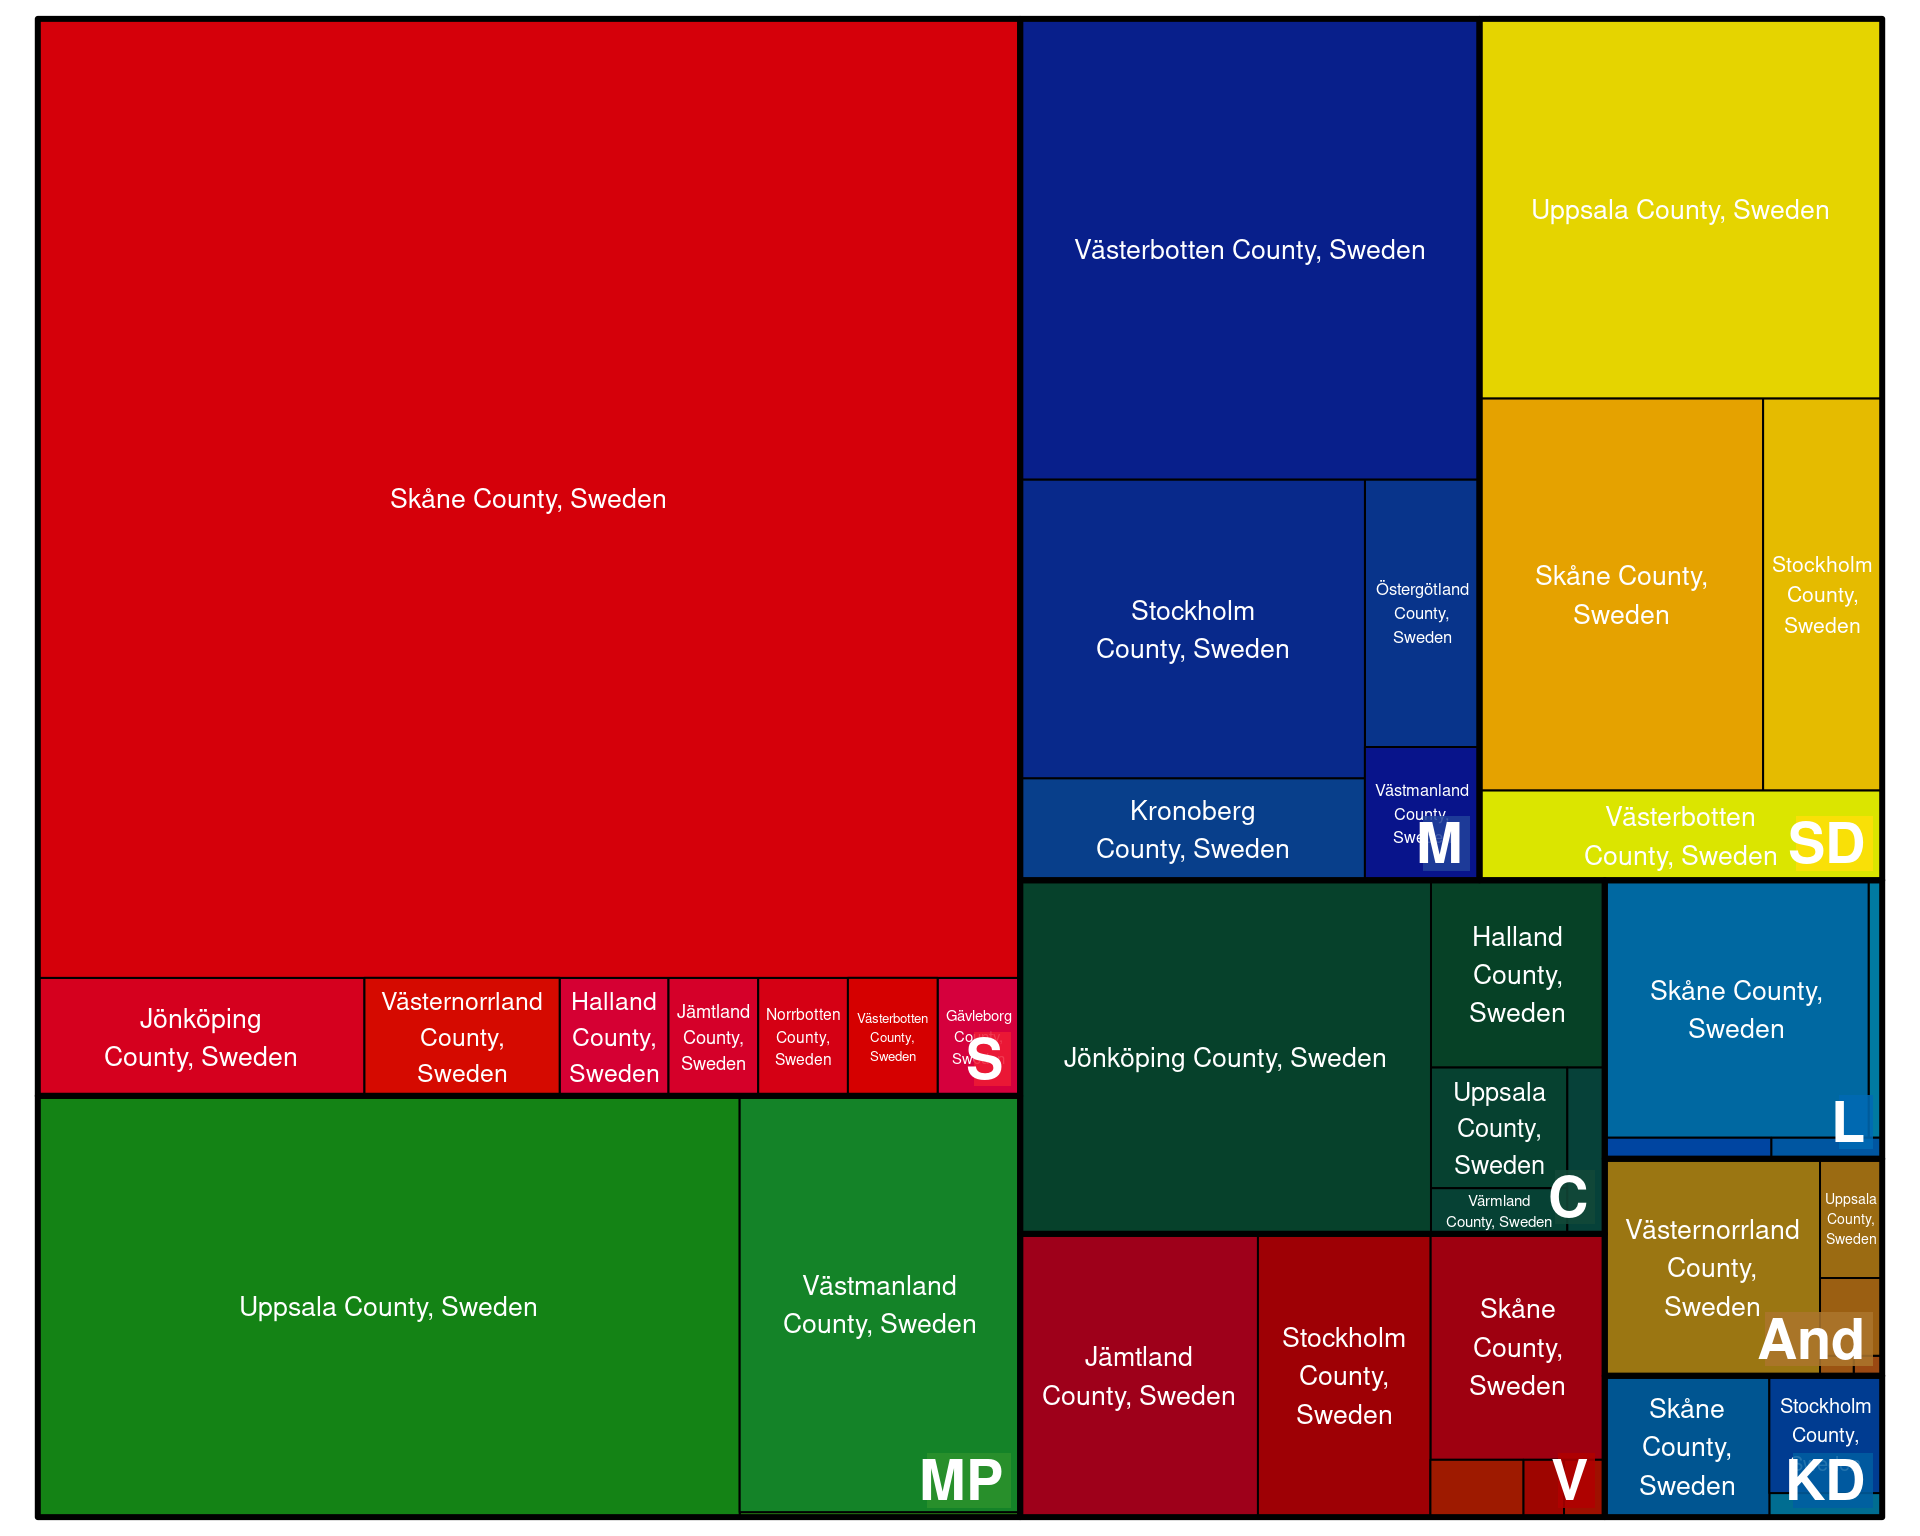 Skåne County, Sweden
Jönköping
County, Sweden
Västernorrland
County,
Sweden
Halland
County,
Sweden
Jämtland
County,
Sweden
Norrbotten
County,
Sweden
Västerbotten
County,
Sweden
Gävleborg
S
Uppsala County, Sweden
Västmanland
County, Sweden
MP
Västerbotten County, Sweden
Stockholm
County, Sweden
Östergötland
County,
Sweden
Kronoberg
County, Sweden
Västmanland
County,
M
Uppsala County, Sweden
Skåne County,
Sweden
Stockholm
County,
Sweden
Västerbotten
County, Sweden
SD
Jönköping County, Sweden
Halland
County,
Sweden
Uppsala
County,
Sweden
Värmland
County, Sweden
C
Jämtland
County, Sweden
Stockholm
County,
Sweden
Skåne
County,
Sweden
V
Skåne County,
Sweden
L
Västernorrland
County,
Sweden
Uppsala
County,
Sweden
And
Skåne
County,
Sweden
Stockholm
County,
KD